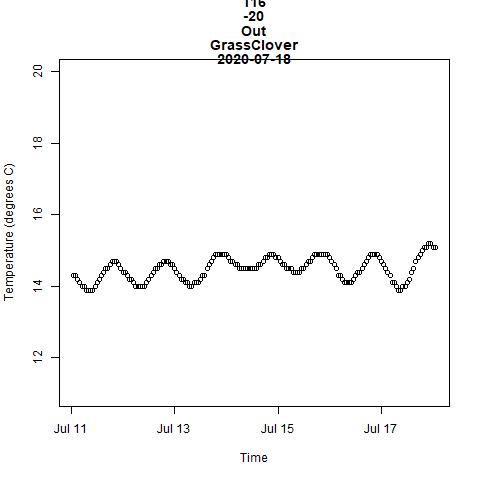 116
-20
Out
GrassClover
2020-07-18
Temperature (degrees C)
20
18
16
14
12
Jul 11
Jul 13
Jul 15
Jul 17
Time